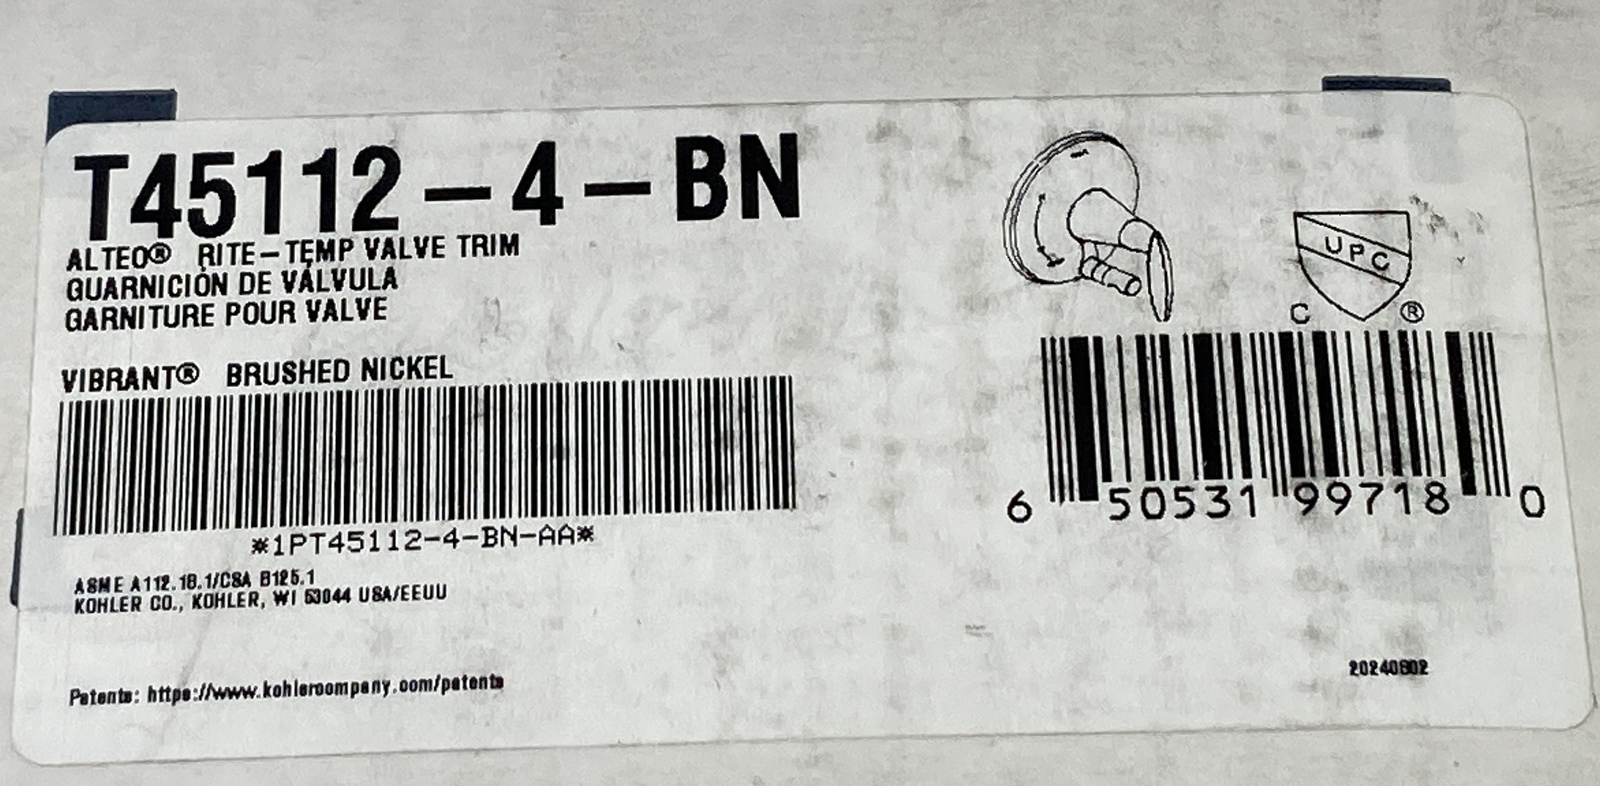 T45112-4-BN
ALTEO® RITE-TEMP VALVE TRIM
GUARNICIÓN DE VÁLVULA
GARNITURE POUR VALVE
VIBRANT® BRUSHED NICKEL
*1PT45112-4-BN-AA*
ASME A112.18.1/CSA B125.1
KOHLER CO., KOHLER, WI 53044 USA/EEUU
Patents: https://www.kohlercompany.com/patents
UPC
C ®
6 50531 99718 0
20240802